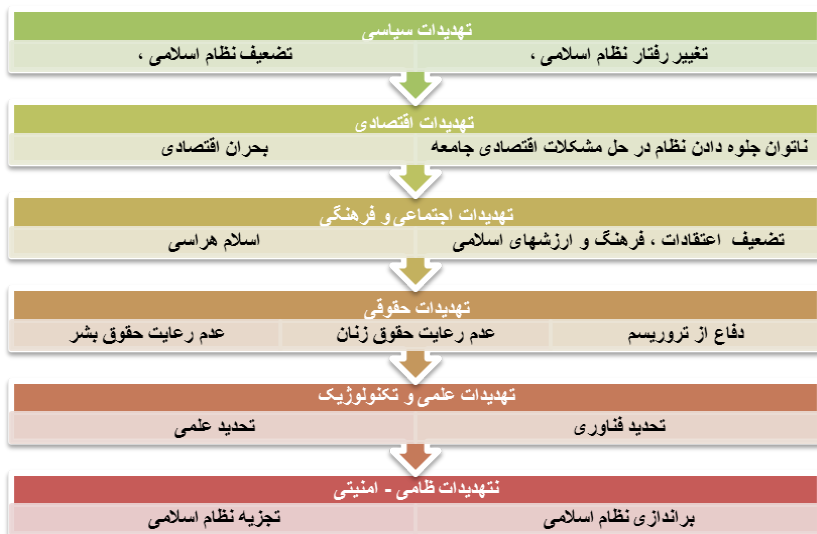 تهدیدات سیاسی
تغییر رفتار نظام اسلامی ، تضعیف نظام اسلامی ،
تهدیدات اقتصادی
ناتوان جلوه دادن نظام در حل مشکلات اقتصادی جامعه بحران اقتصادی
تهدیدات اجتماعی و فرهنگی
تضعیف اعتقادات ، فرهنگ و ارزشهای اسلامی اسلام هراسی
تهدیدات حقوقی
دفاع از تروریسم عدم رعایت حقوق زنان عدم رعایت حقوق بشر
تهدیدات علمی و تکنولوژیک
تحدید فناوری تحدید علمی
نتهدیدات ظامی - امنیتی
براندازی نظام اسلامی تجزیه نظام اسلامی